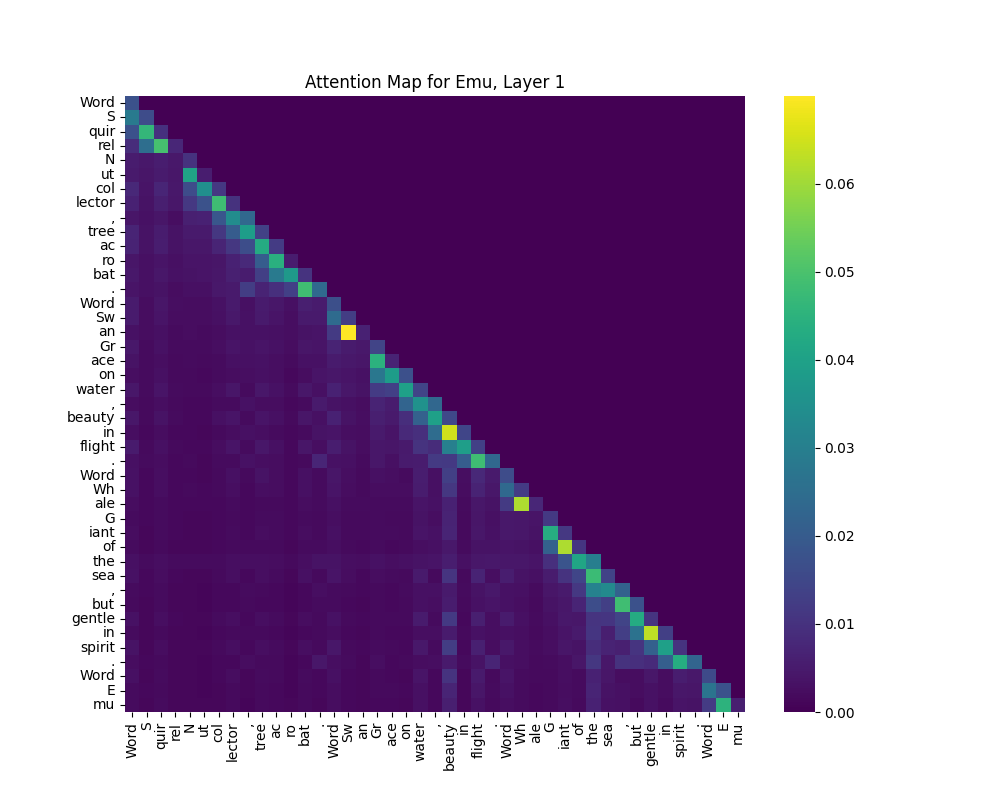 Attention Map for Emu, Layer 1
Word
S
quir
rel
N
ut
col
lector
,
tree
ac
ro
bat
.
Word
Sw
an
Gr
ace
on
water
,
beauty
in
flight
.
Word
Wh
ale
G
iant
of
the
sea
,
but
gentle
in
spirit
.
Word
E
mu
Word
S
quir
rel
N
ut
col
lector
,
tree
ac
ro
bat
.
Word
Sw
an
Gr
ace
on
water
,
beauty
in
flight
.
Word
Wh
ale
G
iant
of
the
sea
,
but
gentle
in
spirit
.
Word
E
mu
0.06
0.05
0.04
0.03
0.02
0.01
0.00